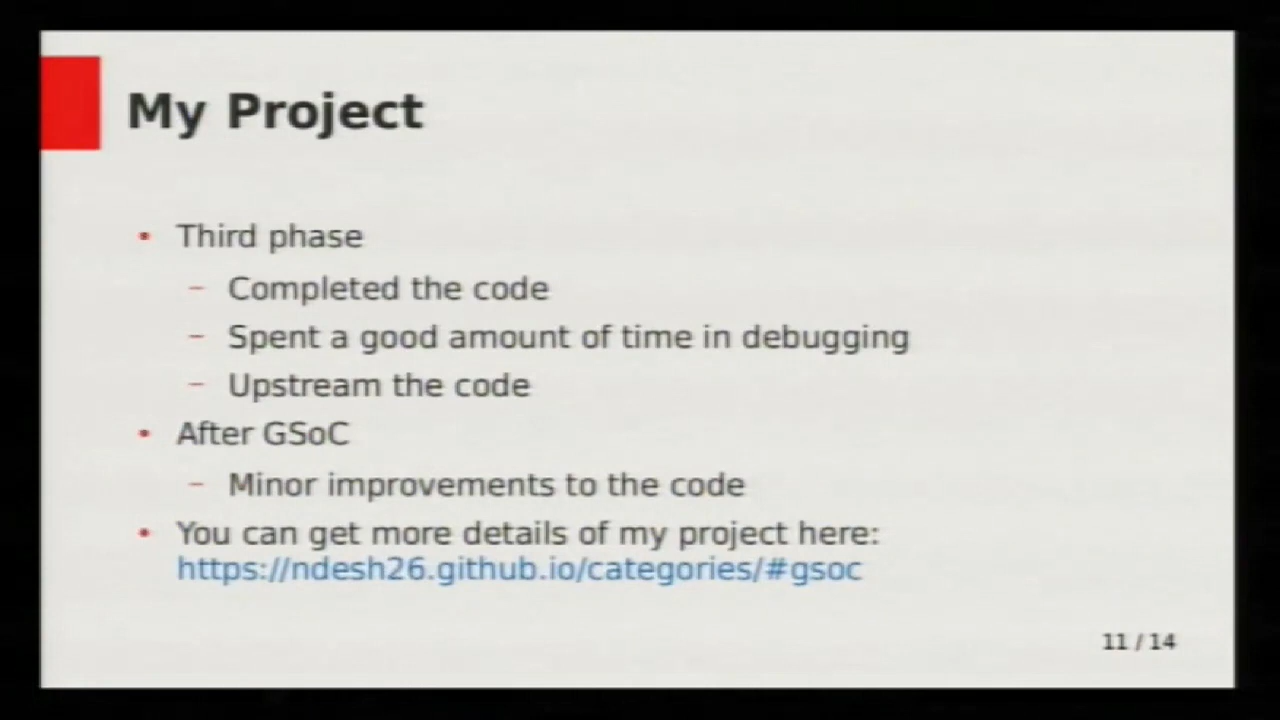 My Project
• Third phase
– Completed the code
– Spent a good amount of time in debugging
– Upstream the code
• After GSoC
– Minor improvements to the code
• You can get more details of my project here:
https://ndesh26.github.io/categories/#gsoc
11 / 14